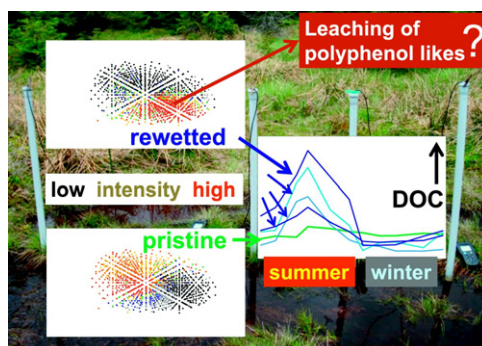 Leaching of
polyphenol likes ?
rewetted
low intensity high
DOC
pristine
summer winter